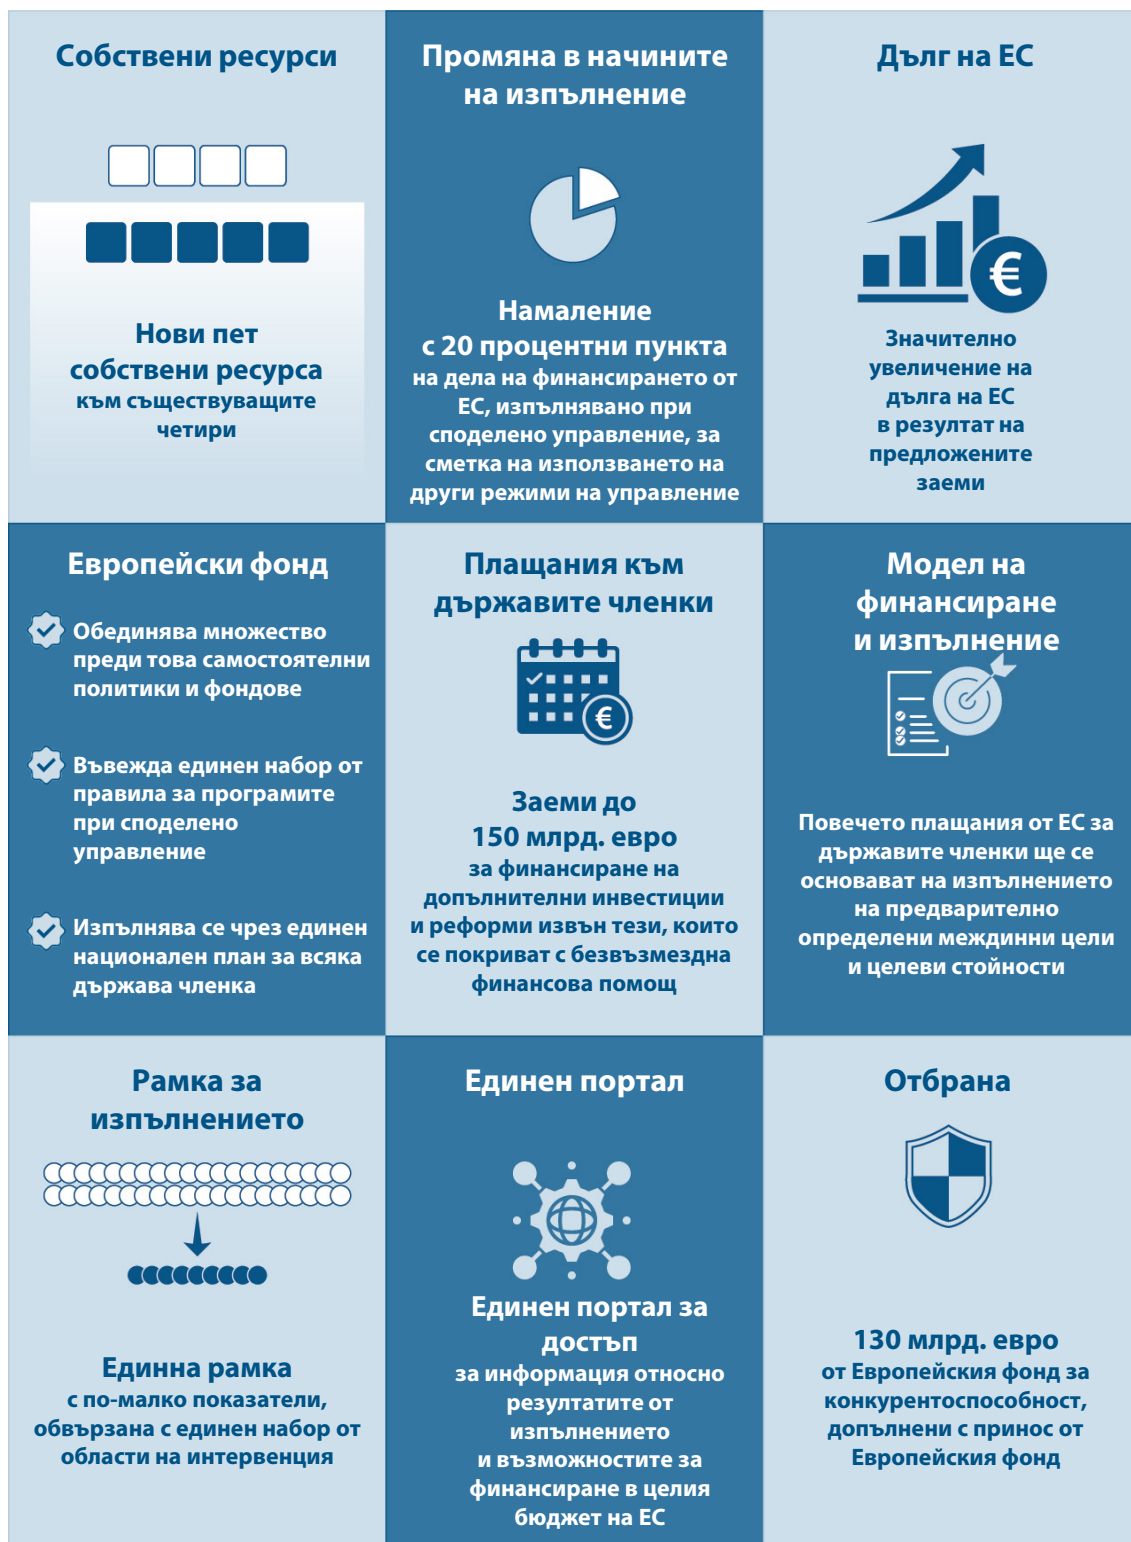 Собствени ресурси
Нови пет
собствени ресурса
към съществуващите
четири
Промяна в начините
на изпълнение
Намаление
с 20 процентни пункта
на дела на финансирането от
ЕС, изпълнявано при
споделено управление, за
сметка на използването на
други режими на управление
Дълг на ЕС
€
Значително
увеличение на
дълга на ЕС
в резултат на
предложените
заеми
Европейски фонд
Обединява множество
преди това самостоятелни
политики и фондове
Въвежда единен набор от
правила за програмите
при споделено
управление
Изпълнява се чрез единен
национален план за всяка
държава членка
Плащания към
държавите членки
€
Заеми до
150 млрд. евро
за финансиране на
допълнителни инвестиции
и реформи извън тези, които
се покриват с безвъзмездна
финансова помощ
Модел на
финансиране
и изпълнение
Повечето плащания от ЕС за
държавите членки ще се
основават на изпълнението
на предварително
определени междинни цели
и целеви стойности
Рамка за
изпълнението
Единна рамка
с по-малко показатели,
обвързана с единен набор от
области на интервенция
Единен портал
Единен портал за
достъп
за информация относно
резултатите от
изпълнението
и възможностите за
финансиране в целия
бюджет на ЕС
Отбрана
130 млрд. евро
от Европейския фонд за
конкурентоспособност,
допълнени с принос от
Европейския фонд